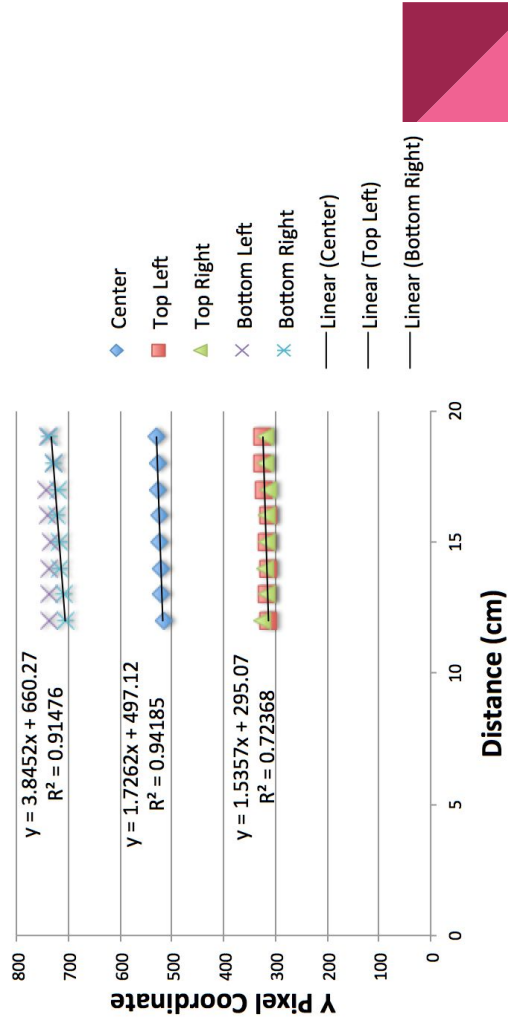 y = 3.8452x + 660.27
R² = 0.91476
y = 1.7262x + 497.12
R² = 0.94185
y = 1.5357x + 295.07
R² = 0.72368
800
700
600
500
400
300
200
100
0
Y Pixel Coordinate
0
5
10
15
20
Distance (cm)
Center
Top Left
Top Right
Bottom Left
Bottom Right
Linear (Center)
Linear (Top Left)
Linear (Bottom Right)